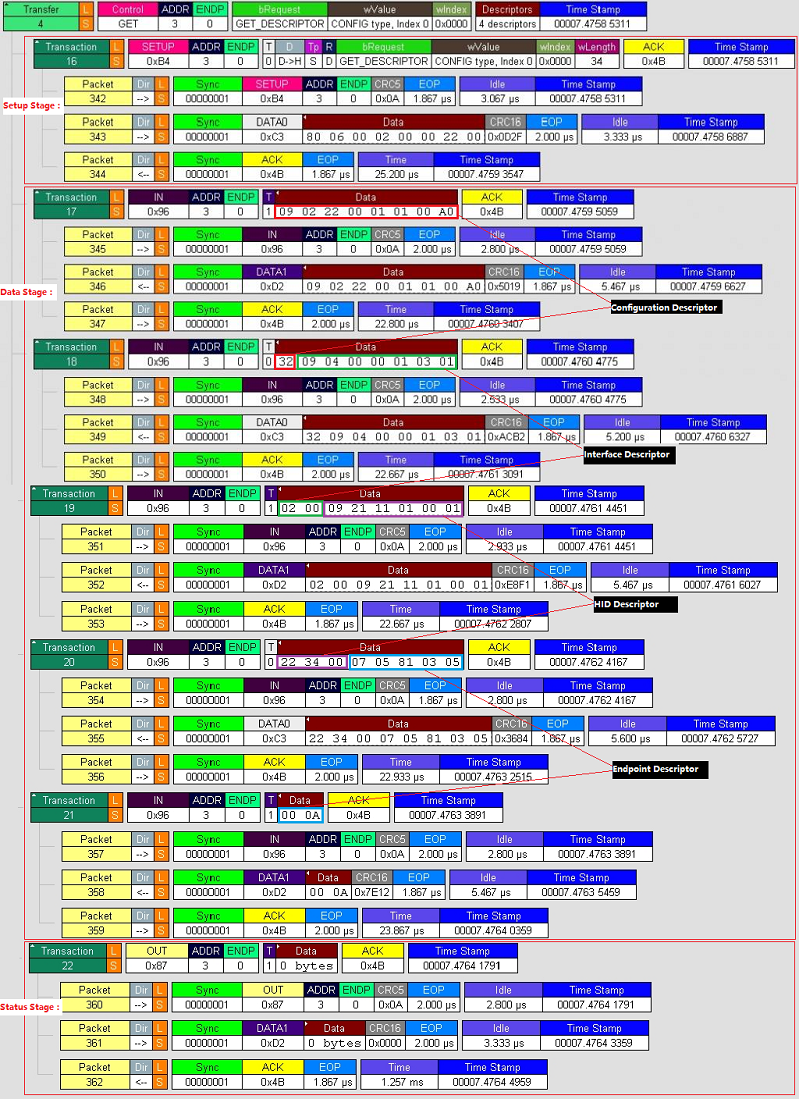 Transfer L Control ADDR ENDP bRequest wValue wIndex Descriptors Time Stamp
4 S GET 3 0 GET_DESCRIPTOR CONFIG type, Index 0 0x0000 4 descriptors 00007.4758 5311
Transaction L SETUP ADDR ENDP T D Tp R bRequest wValue wIndex wLength ACK Time Stamp
16 S 0xB4 3 0 0 D->H S D GET_DESCRIPTOR CONFIG type, Index 0 0x0000 34 0x4B 00007.4758 5311
Packet Dir L Sync SETUP ADDR ENDP CRC5 EOP Idle Time Stamp
342 --> S 00000001 0xB4 3 0 0x0A 1.867 µs 3.067 µs 00007.4758 5311
Setup Stage :
Packet Dir L Sync DATA0 Data CRC16 EOP Idle Time Stamp
343 --> S 00000001 0xC3 80 06 00 02 00 00 22 00 0x0D2F 2.000 µs 3.333 µs 00007.4758 6887
Packet Dir L Sync ACK EOP Time Time Stamp
344 <-- S 00000001 0x4B 1.867 µs 25.200 µs 00007.4759 3547
Transaction L IN ADDR ENDP T Data ACK Time Stamp
17 S 0x96 3 0 1 09 02 22 00 01 01 00 A0 0x4B 00007.4759 5059
Packet Dir L Sync IN ADDR ENDP CRC5 EOP Idle Time Stamp
345 --> S 00000001 0x96 3 0 0x0A 2.000 µs 2.800 µs 00007.4759 5059
Packet Dir L Sync DATA1 Data CRC16 EOP Idle Time Stamp
346 <-- S 00000001 0xD2 09 02 22 00 01 01 00 A0 0x5019 1.867 µs 5.467 µs 00007.4759 6627
Data Stage :
Packet Dir L Sync ACK EOP Time Time Stamp
347 --> S 00000001 0x4B 2.000 µs 22.800 µs 00007.4760 3407
Configuration Descriptor
Transaction L IN ADDR ENDP T Data ACK Time Stamp
18 S 0x96 3 0 0 32 09 04 00 00 01 03 01 0x4B 00007.4760 4775
Packet Dir L Sync IN ADDR ENDP CRC5 EOP Idle Time Stamp
348 --> S 00000001 0x96 3 0 0x0A 2.000 µs 2.533 µs 00007.4760 4775
Packet Dir L Sync DATA0 Data CRC16 EOP Idle Time Stamp
349 <-- S 00000001 0xC3 32 09 04 00 00 01 03 01 0xACB2 1.867 µs 5.200 µs 00007.4760 6327
Interface Descriptor
Packet Dir L Sync ACK EOP Time Time Stamp
350 --> S 00000001 0x4B 2.000 µs 22.667 µs 00007.4761 3091
Transaction L IN ADDR ENDP T Data ACK Time Stamp
19 S 0x96 3 0 1 02 00 09 21 11 01 00 01 0x4B 00007.4761 4451
Packet Dir L Sync IN ADDR ENDP CRC5 EOP Idle Time Stamp
351 --> S 00000001 0x96 3 0 0x0A 2.000 µs 2.933 µs 00007.4761 4451
Packet Dir L Sync DATA1 Data CRC16 EOP Idle Time Stamp
352 <-- S 00000001 0xD2 02 00 09 21 11 01 00 01 0xE8F1 1.867 µs 5.467 µs 00007.4761 6027
HID Descriptor
Packet Dir L Sync ACK EOP Time Time Stamp
353 --> S 00000001 0x4B 1.867 µs 22.667 µs 00007.4762 2807
Transaction L IN ADDR ENDP T Data ACK Time Stamp
20 S 0x96 3 0 0 22 34 00 07 05 81 03 05 0x4B 00007.4762 4167
Packet Dir L Sync IN ADDR ENDP CRC5 EOP Idle Time Stamp
354 --> S 00000001 0x96 3 0 0x0A 1.867 µs 2.800 µs 00007.4762 4167
Packet Dir L Sync DATA0 Data CRC16 EOP Idle Time Stamp
355 <-- S 00000001 0xC3 22 34 00 07 05 81 03 05 0x3684 1.867 µs 5.600 µs 00007.4762 5727
Packet Dir L Sync ACK EOP Time Time Stamp
356 --> S 00000001 0x4B 2.000 µs 22.933 µs 00007.4763 2515
Endpoint Descriptor
Transaction L IN ADDR ENDP T Data ACK Time Stamp
21 S 0x96 3 0 1 00 0A 0x4B 00007.4763 3891
Packet Dir L Sync IN ADDR ENDP CRC5 EOP Idle Time Stamp
357 --> S 00000001 0x96 3 0 0x0A 2.000 µs 2.800 µs 00007.4763 3891
Packet Dir L Sync DATA1 Data CRC16 EOP Idle Time Stamp
358 <-- S 00000001 0xD2 00 0A 0x7E12 1.867 µs 5.467 µs 00007.4763 5459
Packet Dir L Sync ACK EOP Time Time Stamp
359 --> S 00000001 0x4B 2.000 µs 23.867 µs 00007.4764 0359
Transaction L OUT ADDR ENDP T Data ACK Time Stamp
22 S 0x87 3 0 1 0 bytes 0x4B 00007.4764 1791
Packet Dir L Sync OUT ADDR ENDP CRC5 EOP Idle Time Stamp
360 --> S 00000001 0x87 3 0 0x0A 2.000 µs 2.800 µs 00007.4764 1791
Status Stage :
Packet Dir L Sync DATA1 Data CRC16 EOP Idle Time Stamp
361 --> S 00000001 0xD2 0 bytes 0x0000 2.000 µs 3.333 µs 00007.4764 3359
Packet Dir L Sync ACK EOP Time Time Stamp
362 <-- S 00000001 0x4B 1.867 µs 1.257 ms 00007.4764 4959